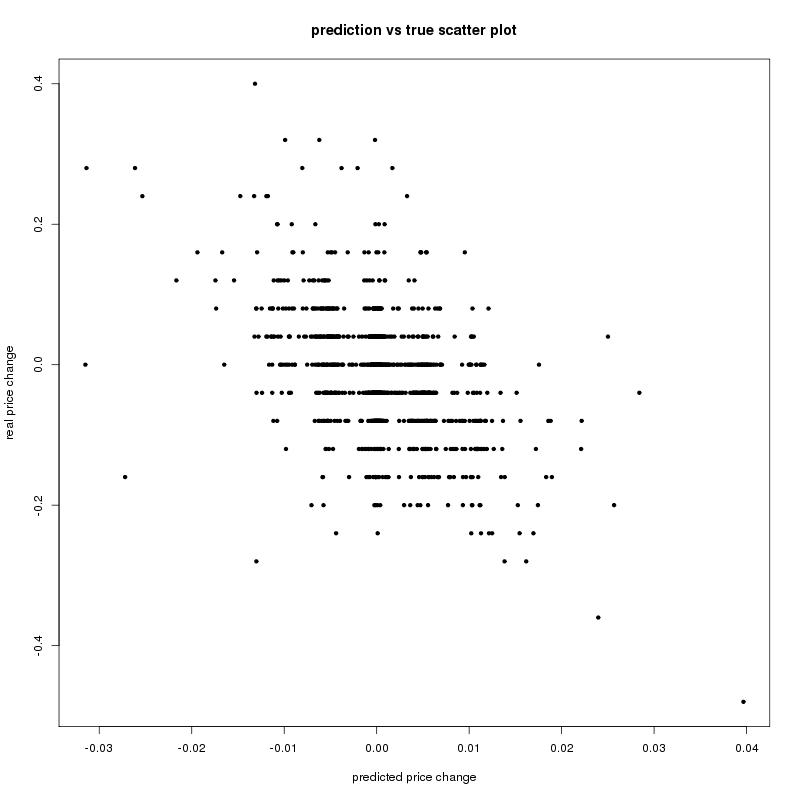 prediction vs true scatter plot
0.4
0.2
0.0
-0.2
-0.4
real price change
-0.03 -0.02 -0.01 0.00 0.01 0.02 0.03 0.04
predicted price change